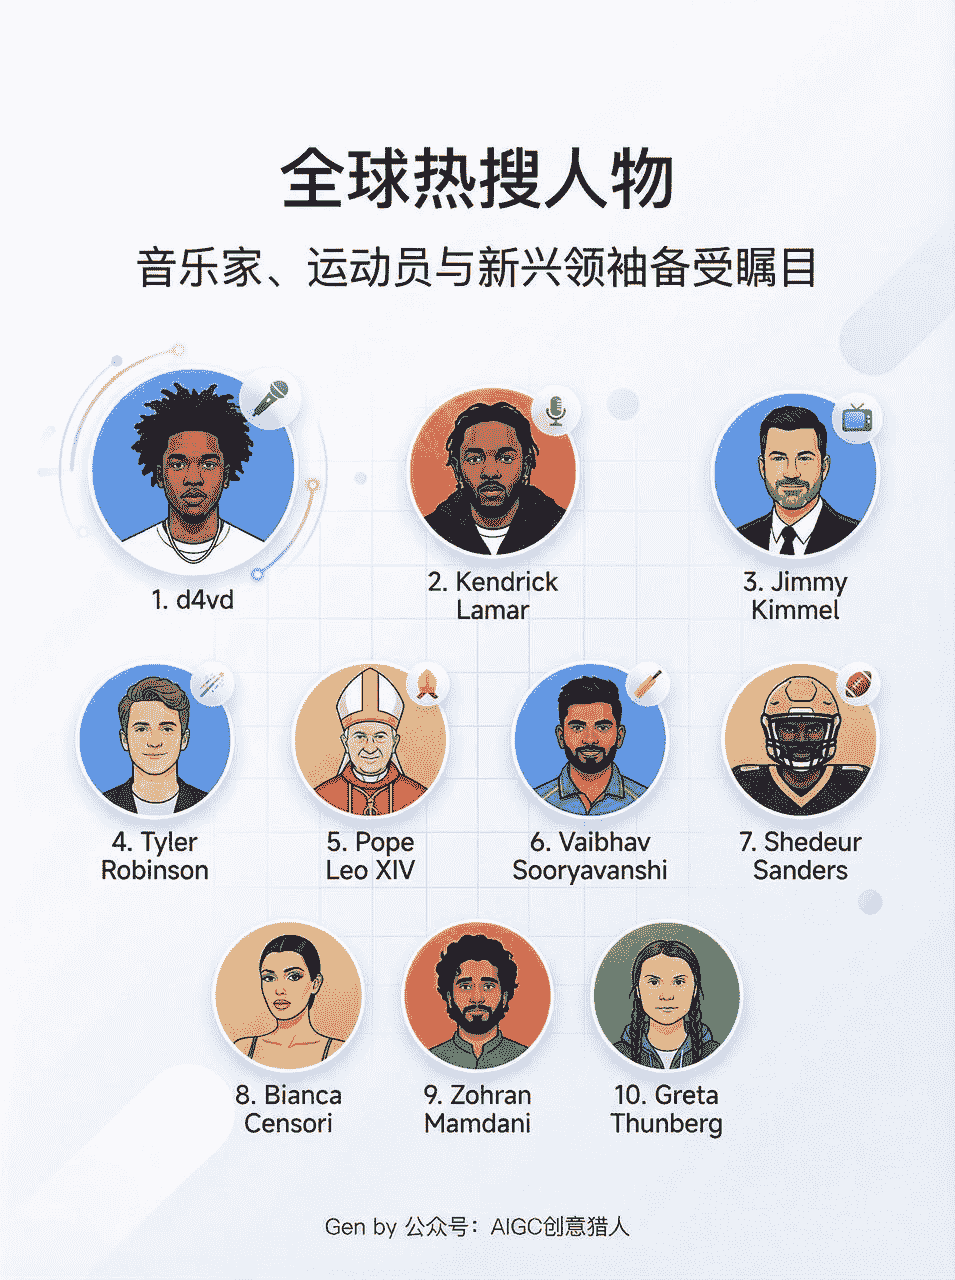 全球热搜人物
音乐家、运动员与新兴领袖备受瞩目
1. d4vd
2. Kendrick
Lamar
3. Jimmy
Kimmel
4. Tyler
Robinson
5. Pope
Leo XIV
6. Vaibhav
Sooryavanshi
7. Shedeur
Sanders
8. Bianca
Censori
9. Zohran
Mamdani
10. Greta
Thunberg
Gen by 公众号：AIGC创意猎人